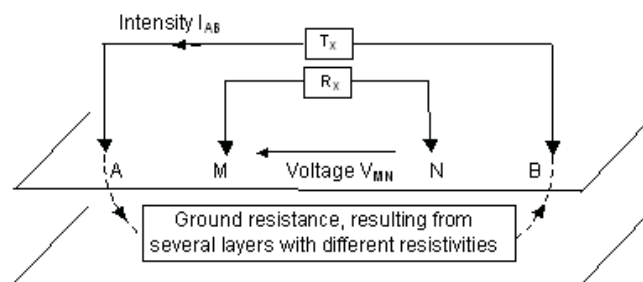 Intensity I_AB
T_X
R_X
A M Voltage V_MN N B
Ground resistance, resulting from
several layers with different resistivities